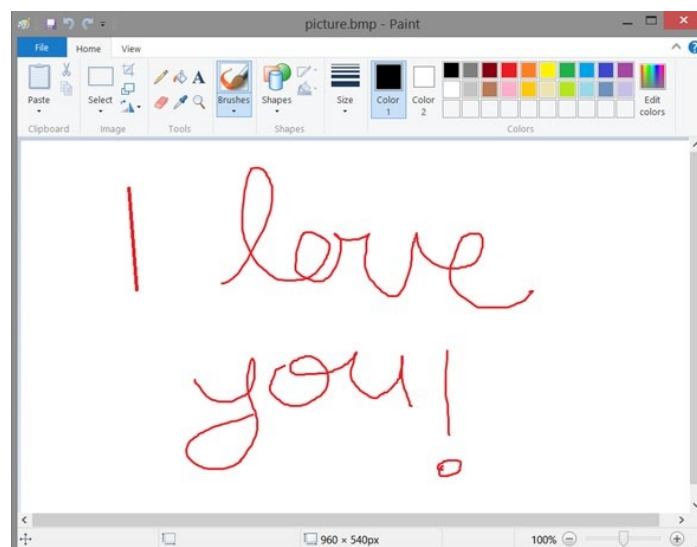 picture.bmp - Paint
File Home View
Paste Select Brushes Shapes Size Color 1 Color 2 Edit colors
Clipboard Image Tools Shapes Colors
I love
you!
960 × 540px 100%